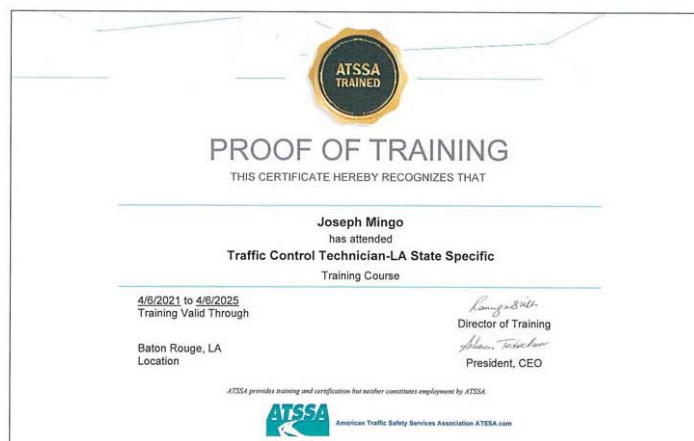 ATSSA
TRAINED
PROOF OF TRAINING
THIS CERTIFICATE HEREBY RECOGNIZES THAT
Joseph Mingo
has attended
Traffic Control Technician-LA State Specific
Training Course
4/6/2021 to 4/6/2025
Training Valid Through
Director of Training
Baton Rouge, LA
Location
President, CEO
ATSSA provides training and certification but neither constitutes employment by ATSSA.
ATSSA
American Traffic Safety Services Association ATSSA.com